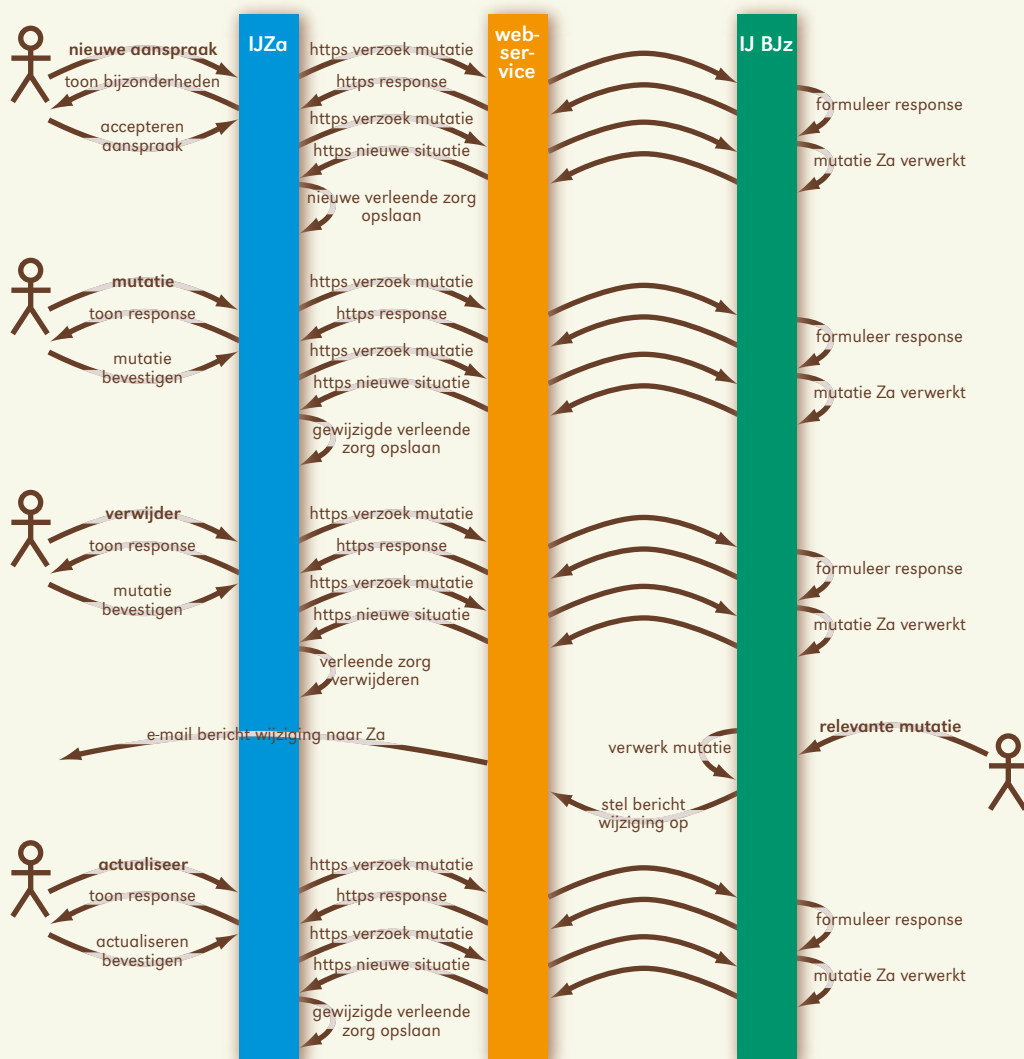 IJZa
web-
ser-
vice
IJ BJz
nieuwe aanspraak
toon bijzonderheden
accepteren
aanspraak
https verzoek mutatie
https response
https verzoek mutatie
https nieuwe situatie
nieuwe verleende zorg
opslaan
formuleer response
mutatie Za verwerkt
mutatie
toon response
mutatie
bevestigen
https verzoek mutatie
https response
https verzoek mutatie
https nieuwe situatie
gewijzigde verleende
zorg opslaan
formuleer response
mutatie Za verwerkt
verwijder
toon response
mutatie
bevestigen
https verzoek mutatie
https response
https verzoek mutatie
https nieuwe situatie
verleende zorg
verwijderen
formuleer response
mutatie Za verwerkt
relevante mutatie
verwerk mutatie
stel bericht
wijziging op
e-mail bericht wijziging naar Za
actualiseer
toon response
actualiseren
bevestigen
https verzoek mutatie
https response
https verzoek mutatie
https nieuwe situatie
gewijzigde verleende
zorg opslaan
formuleer response
mutatie Za verwerkt